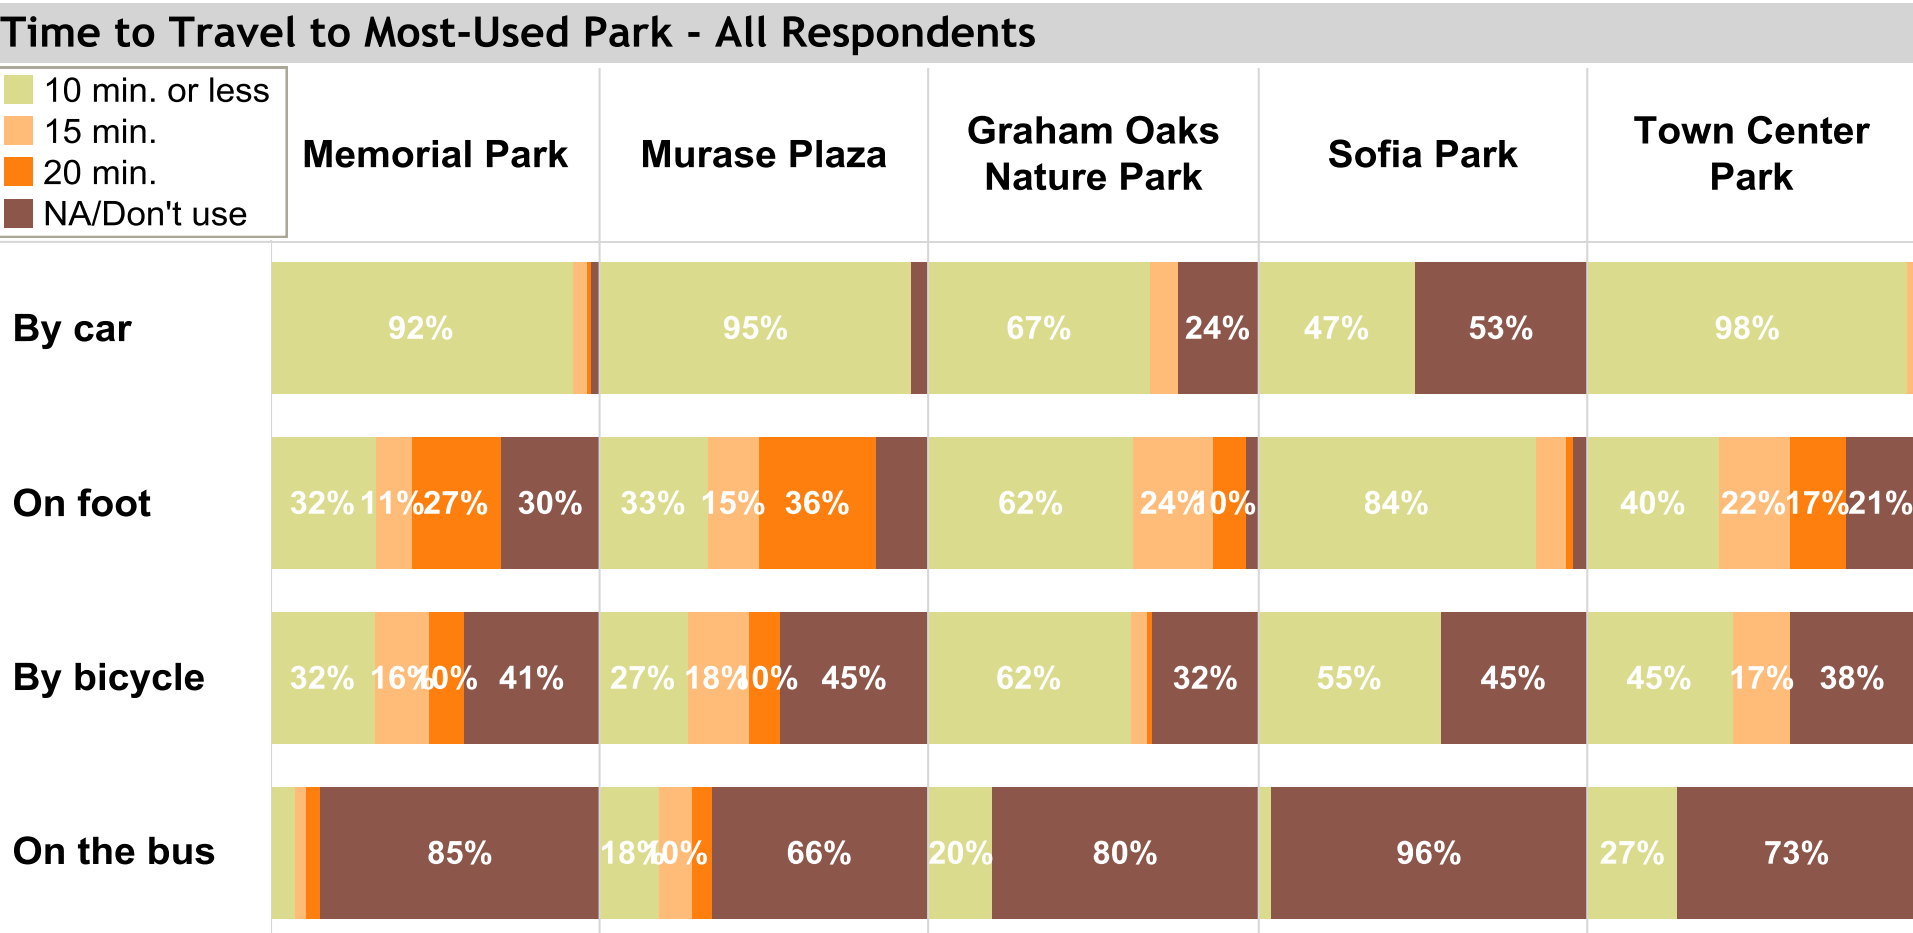 Time to Travel to Most-Used Park - All Respondents
10 min. or less
15 min.
20 min.
NA/Don't use
Memorial Park
Murase Plaza
Graham Oaks
Nature Park
Sofia Park
Town Center
Park
By car
92%
95%
67%
24%
47%
53%
98%
On foot
32%
11%
27%
30%
33%
15%
36%
62%
24%
10%
84%
40%
22%
17%
21%
By bicycle
32%
16%
10%
41%
27%
18%
10%
45%
62%
32%
55%
45%
45%
17%
38%
On the bus
85%
18%
10%
66%
20%
80%
96%
27%
73%